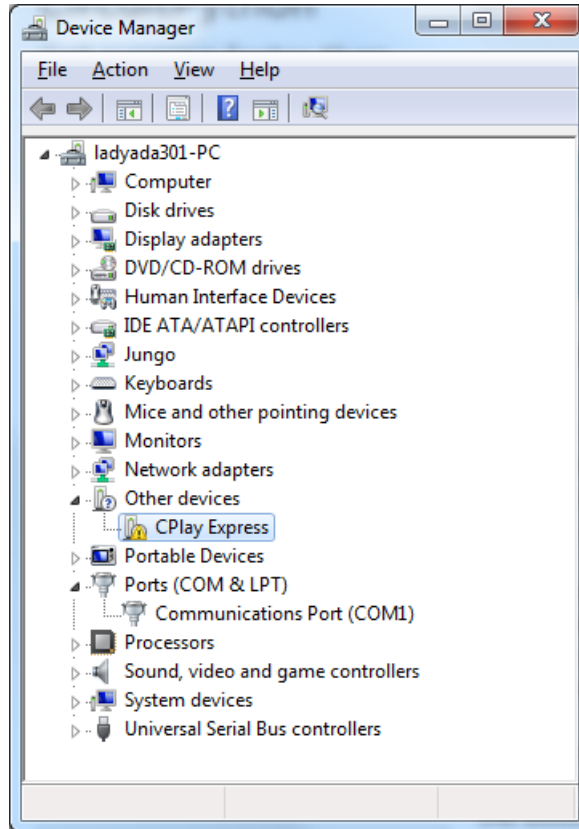 Device Manager
File Action View Help
ladyada301-PC
Computer
Disk drives
Display adapters
DVD/CD-ROM drives
Human Interface Devices
IDE ATA/ATAPI controllers
Jungo
Keyboards
Mice and other pointing devices
Monitors
Network adapters
Other devices
CPlay Express
Portable Devices
Ports (COM & LPT)
Communications Port (COM1)
Processors
Sound, video and game controllers
System devices
Universal Serial Bus controllers